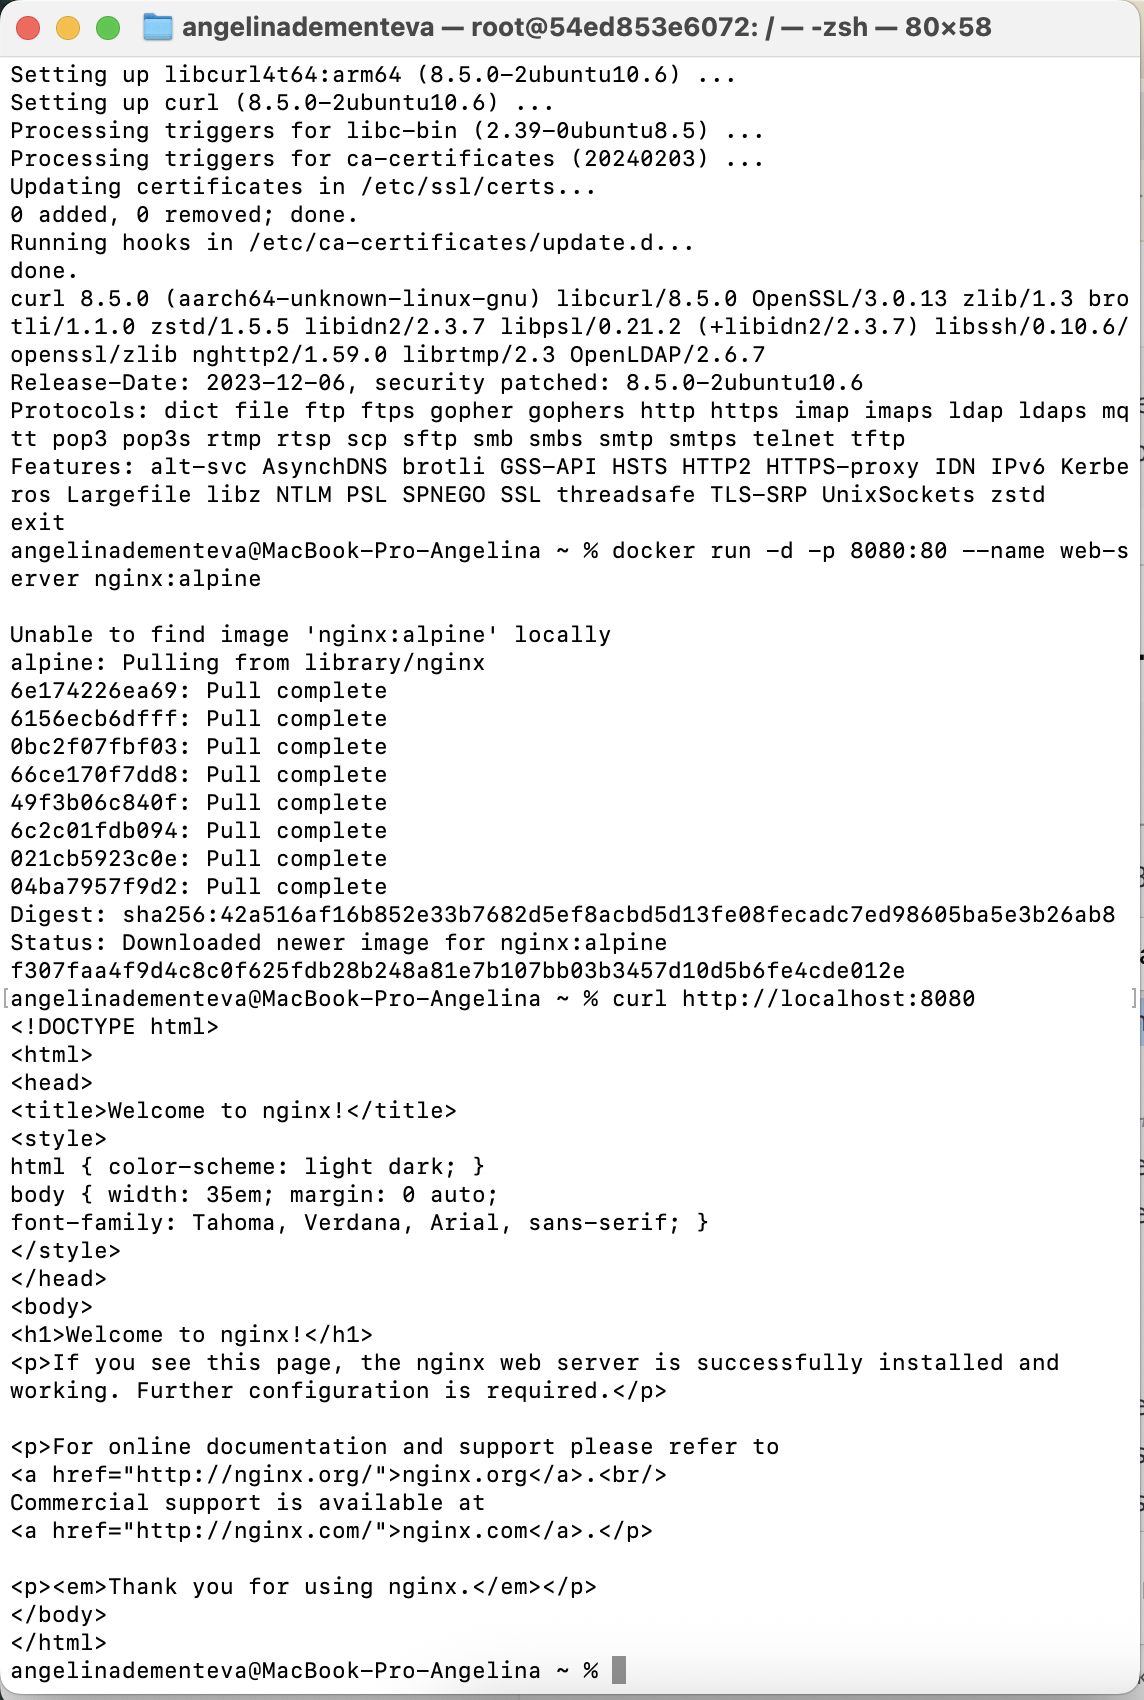 angelinadementeva — root@54ed853e6072: / — -zsh — 80×58
Setting up libcurl4t64:arm64 (8.5.0-2ubuntu10.6) ...
Setting up curl (8.5.0-2ubuntu10.6) ...
Processing triggers for libc-bin (2.39-0ubuntu8.5) ...
Processing triggers for ca-certificates (20240203) ...
Updating certificates in /etc/ssl/certs...
0 added, 0 removed; done.
Running hooks in /etc/ca-certificates/update.d...
done.
curl 8.5.0 (aarch64-unknown-linux-gnu) libcurl/8.5.0 OpenSSL/3.0.13 zlib/1.3 bro
tli/1.1.0 zstd/1.5.5 libidn2/2.3.7 libpsl/0.21.2 (+libidn2/2.3.7) libssh/0.10.6/
openssl/zlib nghttp2/1.59.0 librtmp/2.3 OpenLDAP/2.6.7
Release-Date: 2023-12-06, security patched: 8.5.0-2ubuntu10.6
Protocols: dict file ftp ftps gopher gophers http https imap imaps ldap ldaps mq
tt pop3 pop3s rtmp rtsp scp sftp smb smbs smtp smtps telnet tftp
Features: alt-svc AsynchDNS brotli GSS-API HSTS HTTP2 HTTPS-proxy IDN IPv6 Kerbe
ros Largefile libz NTLM PSL SPNEGO SSL threadsafe TLS-SRP UnixSockets zstd
exit
angelinadementeva@MacBook-Pro-Angelina ~ % docker run -d -p 8080:80 --name web-s
erver nginx:alpine

Unable to find image 'nginx:alpine' locally
alpine: Pulling from library/nginx
6e174226ea69: Pull complete
6156ecb6dfff: Pull complete
0bc2f07fbf03: Pull complete
66ce170f7dd8: Pull complete
49f3b06c840f: Pull complete
6c2c01fdb094: Pull complete
021cb5923c0e: Pull complete
04ba7957f9d2: Pull complete
Digest: sha256:42a516af16b852e33b7682d5ef8acbd5d13fe08fecadc7ed98605ba5e3b26ab8
Status: Downloaded newer image for nginx:alpine
f307faa4f9d4c8c0f625fdb28b248a81e7b107bb03b3457d10d5b6fe4cde012e
[angelinadementeva@MacBook-Pro-Angelina ~ % curl http://localhost:8080 ]
<!DOCTYPE html>
<html>
<head>
<title>Welcome to nginx!</title>
<style>
html { color-scheme: light dark; }
body { width: 35em; margin: 0 auto;
font-family: Tahoma, Verdana, Arial, sans-serif; }
</style>
</head>
<body>
<h1>Welcome to nginx!</h1>
<p>If you see this page, the nginx web server is successfully installed and
working. Further configuration is required.</p>

<p>For online documentation and support please refer to
<a href="http://nginx.org/">nginx.org</a>.<br/>
Commercial support is available at
<a href="http://nginx.com/">nginx.com</a>.</p>

<p><em>Thank you for using nginx.</em></p>
</body>
</html>
angelinadementeva@MacBook-Pro-Angelina ~ %